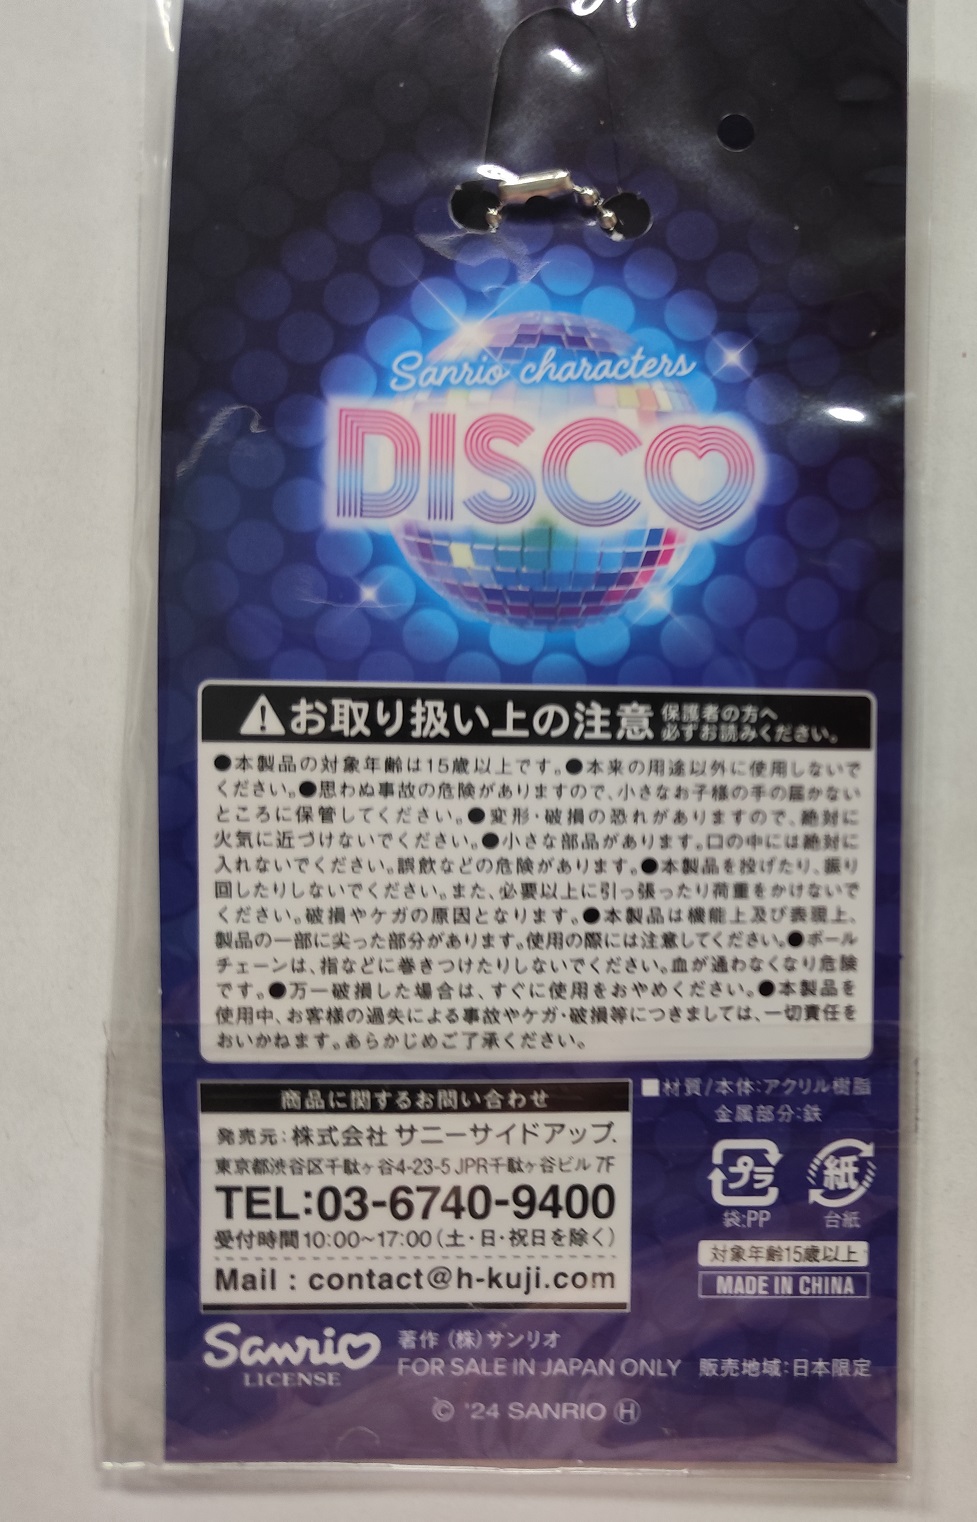 Sanrio characters
DISCO
お取り扱い上の注意 保護者の方へ
必ずお読みください。
●本製品の対象年齢は15歳以上です。●本来の用途以外に使用しないで
ください。●思わぬ事故の危険がありますので、小さなお子様の手の届かない
ところに保管してください。●変形・破損の恐れがありますので、絶対に
火気に近づけないでください。●小さな部品があります。口の中には絶対に
入れないでください。誤飲などの危険があります。●本製品を投げたり、振り
回したりしないでください。また、必要以上に引っ張ったり荷重をかけないで
ください。破損やケガの原因となります。●本製品は機能上及び表現上、
製品の一部に尖った部分があります。使用の際には注意してください。●ボール
チェーンは、指などに巻きつけたりしないでください。血が通わなくなり危険
です。●万一破損した場合は、すぐに使用をおやめください。●本製品を
使用中、お客様の過失による事故やケガ・破損等につきましては、一切責任を
おいかねます。あらかじめご了承ください。
商品に関するお問い合わせ
発売元：株式会社 サニーサイドアップ.
東京都渋谷区千駄ヶ谷4-23-5 JPR千駄ヶ谷ビル 7F
TEL:03-6740-9400
受付時間10:00~17:00（土・日・祝日を除く）
Mail : contact@h-kuji.com
■材質/本体：アクリル樹脂
金属部分：鉄
プラ 紙
袋:PP 台紙
対象年齢15歳以上
MADE IN CHINA
Sanrio
LICENSE
著作（株）サンリオ
FOR SALE IN JAPAN ONLY 販売地域：日本限定
© '24 SANRIO Ⓗ